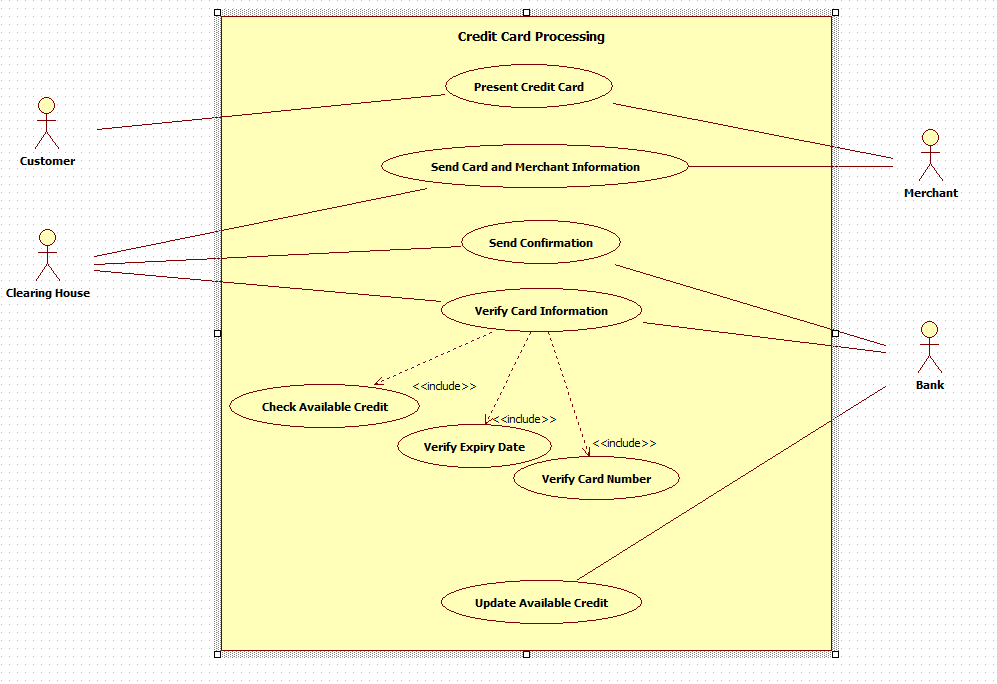 Credit Card Processing
Present Credit Card
Customer
Send Card and Merchant Information
Merchant
Send Confirmation
Clearing House
Verify Card Information
Bank
<<include>>
Check Available Credit
<<include>>
Verify Expiry Date
<<include>>
Verify Card Number
Update Available Credit